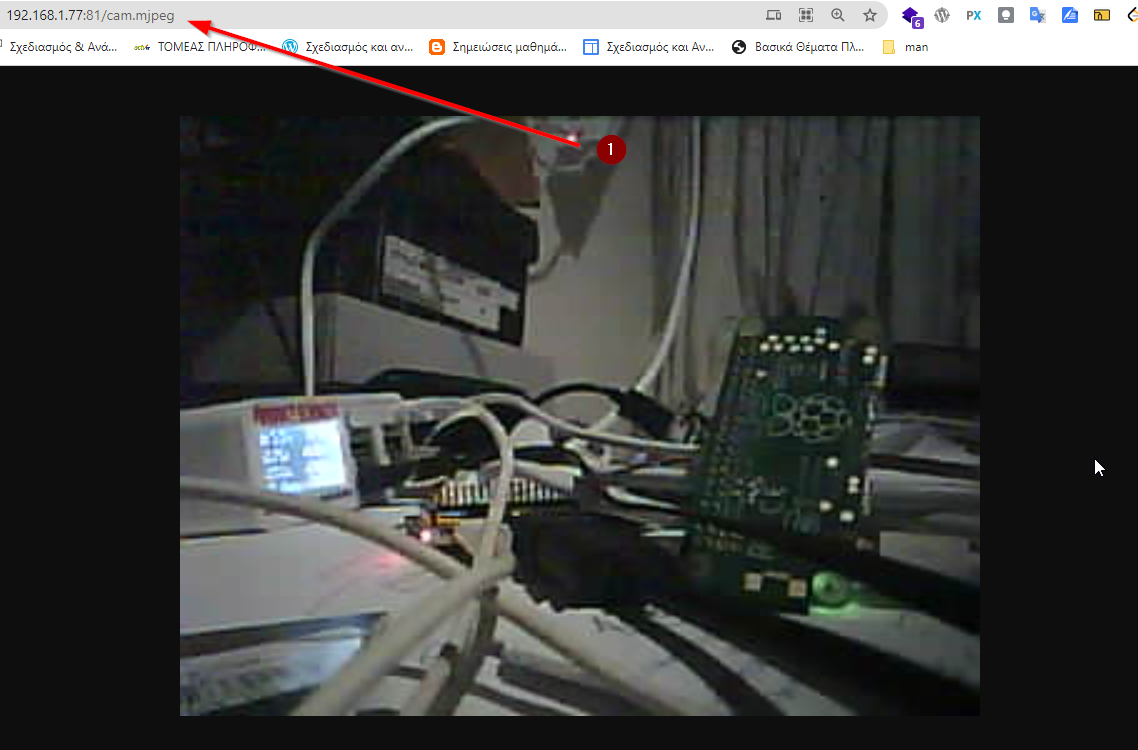 192.168.1.77:81/cam.mjpeg
6
PX
Σχεδιασμός & Ανά...
ΤΟΜΕΑΣ ΠΛΗΡΟΦ...
Σχεδιασμός και αν...
Σημειώσεις μαθημά...
Σχεδιασμός και Αν...
Βασικά Θέματα Πλ...
man
1